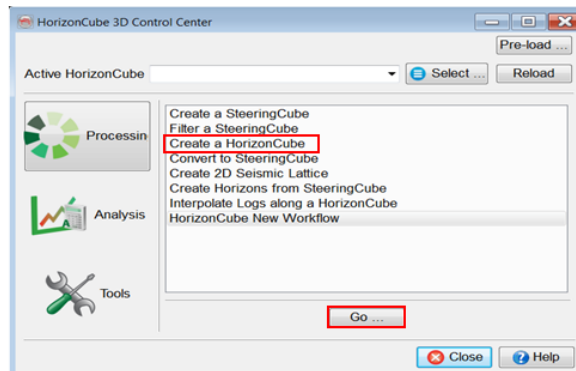 HorizonCube 3D Control Center
Pre-load ...
Active HorizonCube
Select ...
Reload
Processin
Analysis
Tools
Create a SteeringCube
Filter a SteeringCube
Create a HorizonCube
Convert to SteeringCube
Create 2D Seismic Lattice
Create Horizons from SteeringCube
Interpolate Logs along a HorizonCube
HorizonCube New Workflow
Go ...
Close
Help